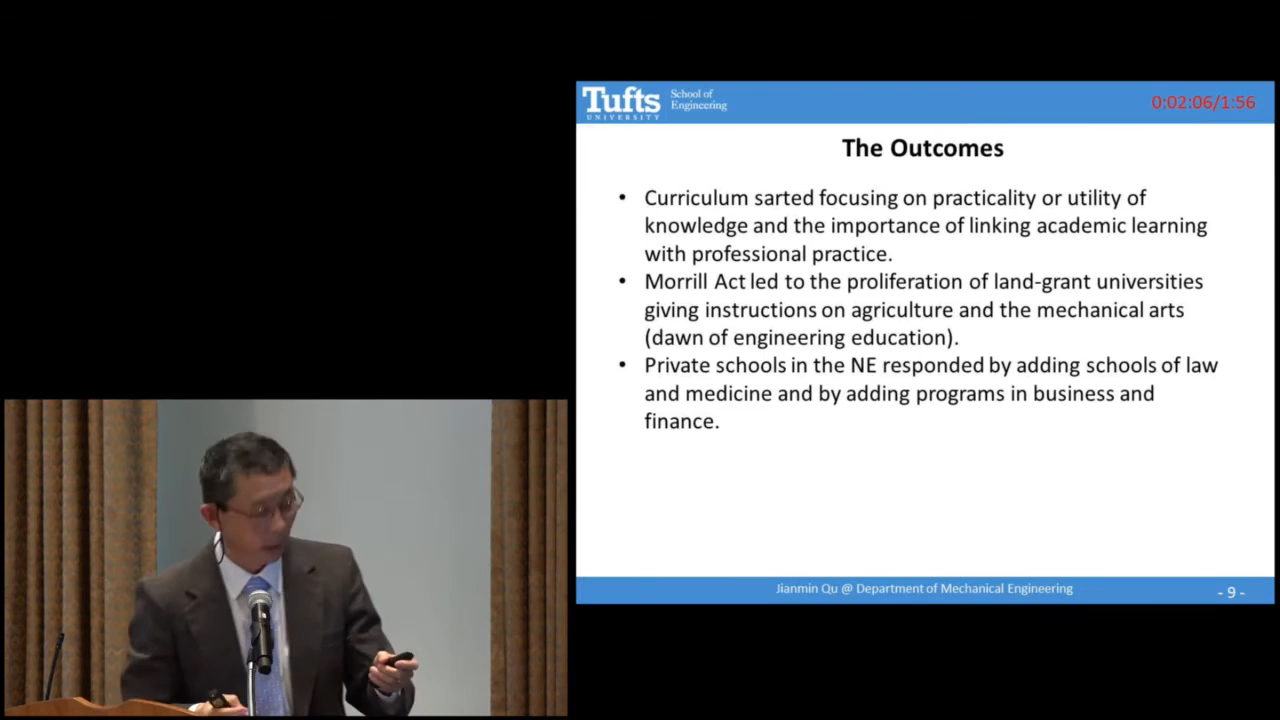 Tufts
UNIVERSITY
School of
Engineering
0:02:06/1:56
The Outcomes
• Curriculum sarted focusing on practicality or utility of
knowledge and the importance of linking academic learning
with professional practice.
• Morrill Act led to the proliferation of land-grant universities
giving instructions on agriculture and the mechanical arts
(dawn of engineering education).
• Private schools in the NE responded by adding schools of law
and medicine and by adding programs in business and
finance.
Jianmin Qu @ Department of Mechanical Engineering
- 9 -